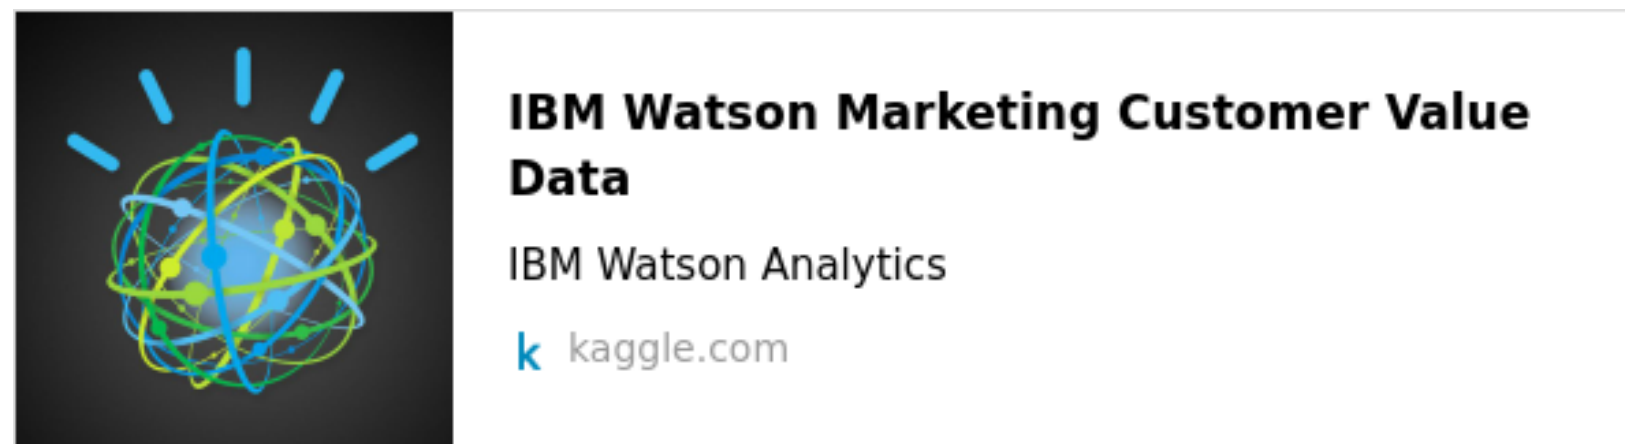 IBM Watson Marketing Customer Value
Data
IBM Watson Analytics
k kaggle.com